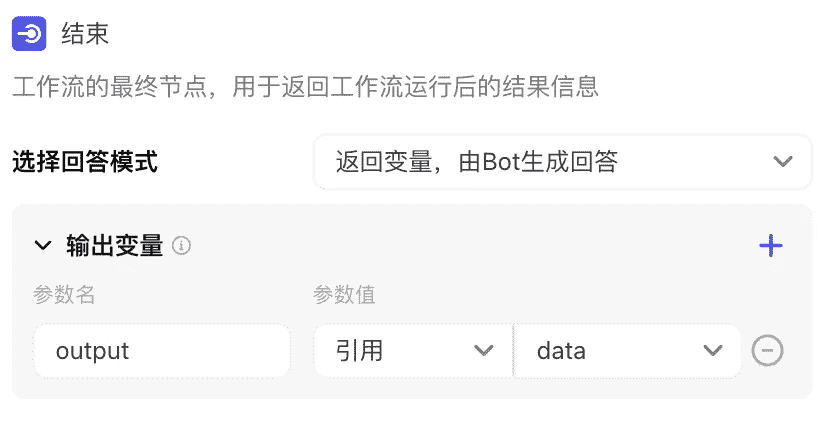 结束
工作流的最终节点，用于返回工作流运行后的结果信息
选择回答模式 返回变量，由Bot生成回答
输出变量
参数名 参数值
output 引用 data